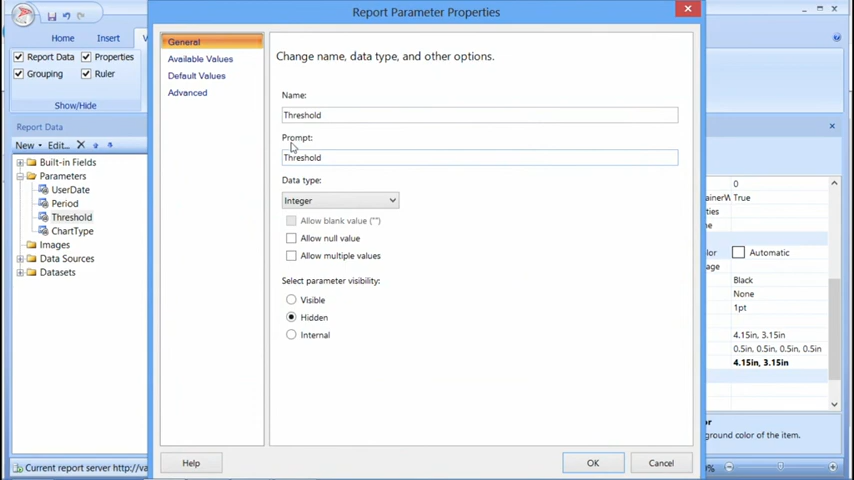 Report Parameter Properties
Home
Insert
Report Data
Properties
Grouping
Ruler
Show/Hide
Report Data
New
Edit...
Built-in Fields
Parameters
UserDate
Period
Threshold
ChartType
Images
Data Sources
Datasets
Current report server http://va
General
Available Values
Default Values
Advanced
Change name, data type, and other options.
Name:
Threshold
Prompt:
Threshold
Data type:
Integer
Allow blank value ("")
Allow null value
Allow multiple values
Select parameter visibility:
Visible
Hidden
Internal
Help
OK
Cancel
0
True
Automatic
Black
None
1pt
4.15in, 3.15in
0.5in, 0.5in, 0.5in, 0.5in
4.15in, 3.15in
ground color of the item.